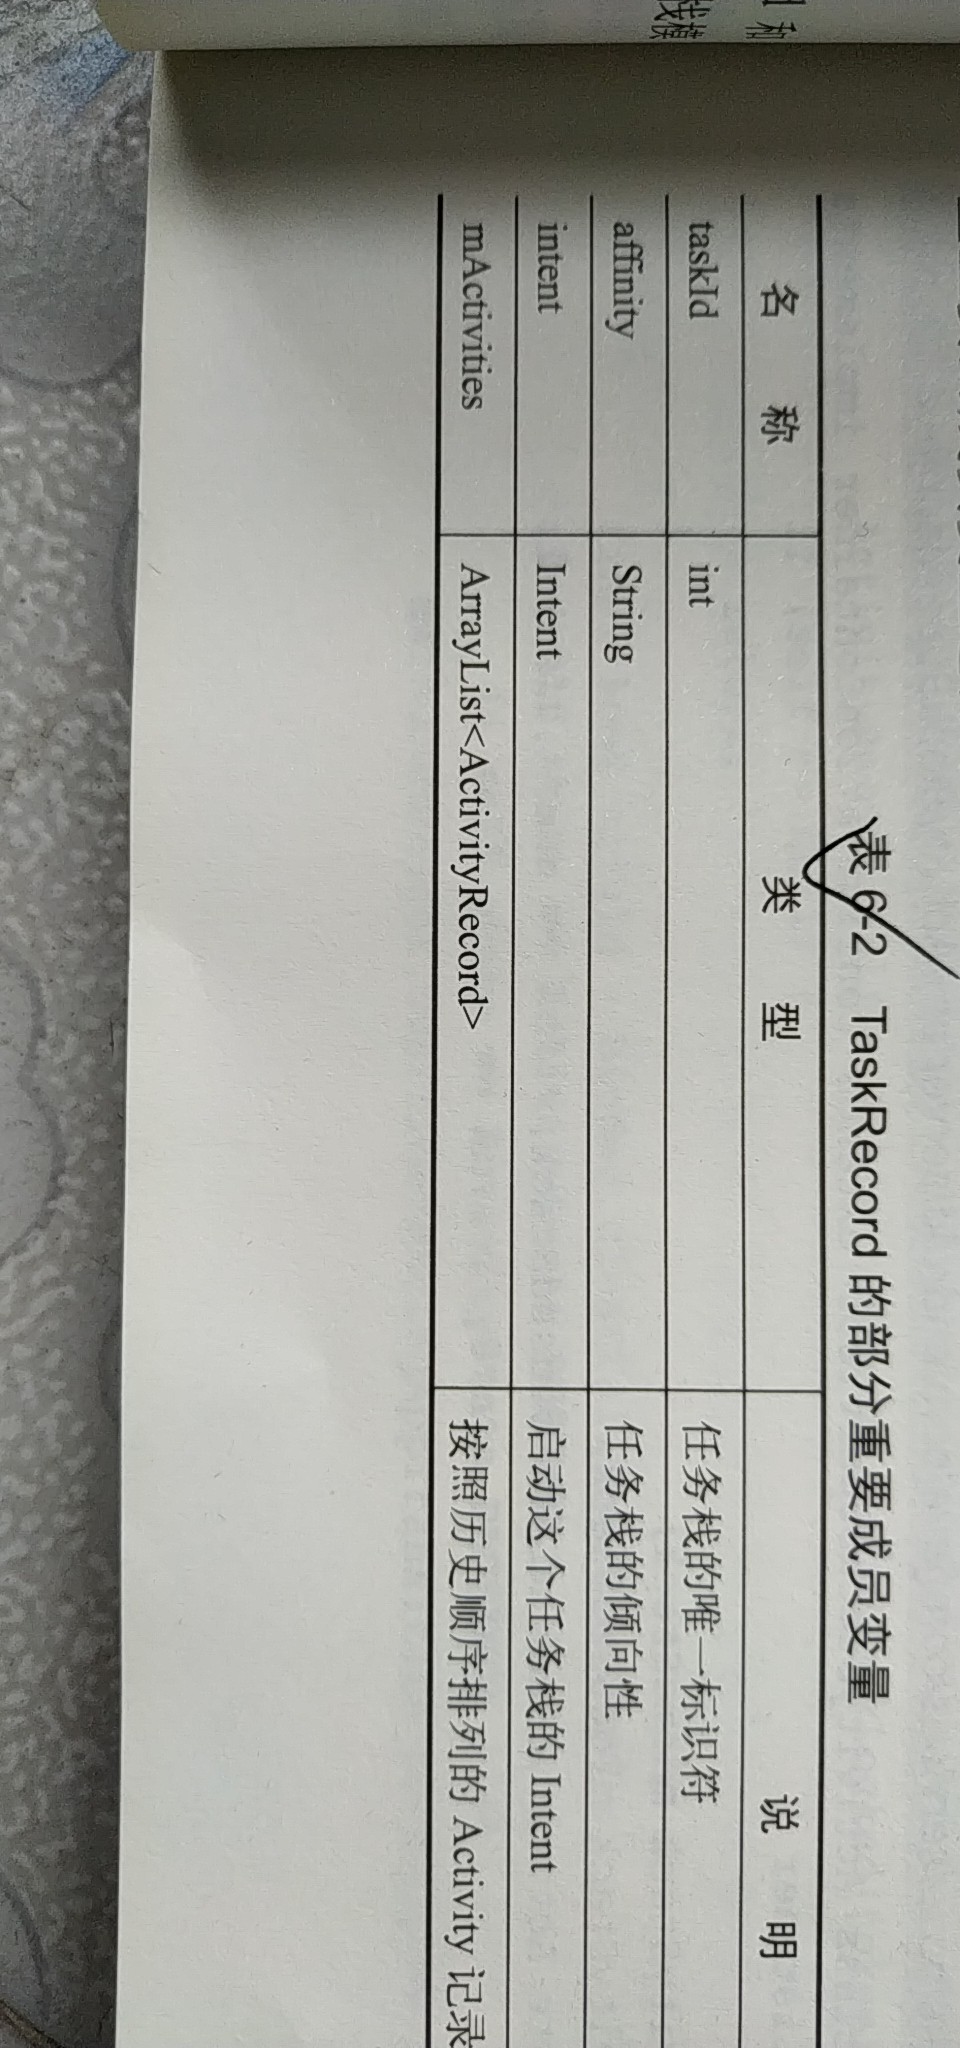 表 6-2 TaskRecord 的部分重要成员变量
名 称 类 型 说 明
taskId int 任务栈的唯一标识符
affinity String 任务栈的倾向性
intent Intent 启动这个任务栈的 Intent
mActivities ArrayList<ActivityRecord> 按照历史顺序排列的 Activity 记录